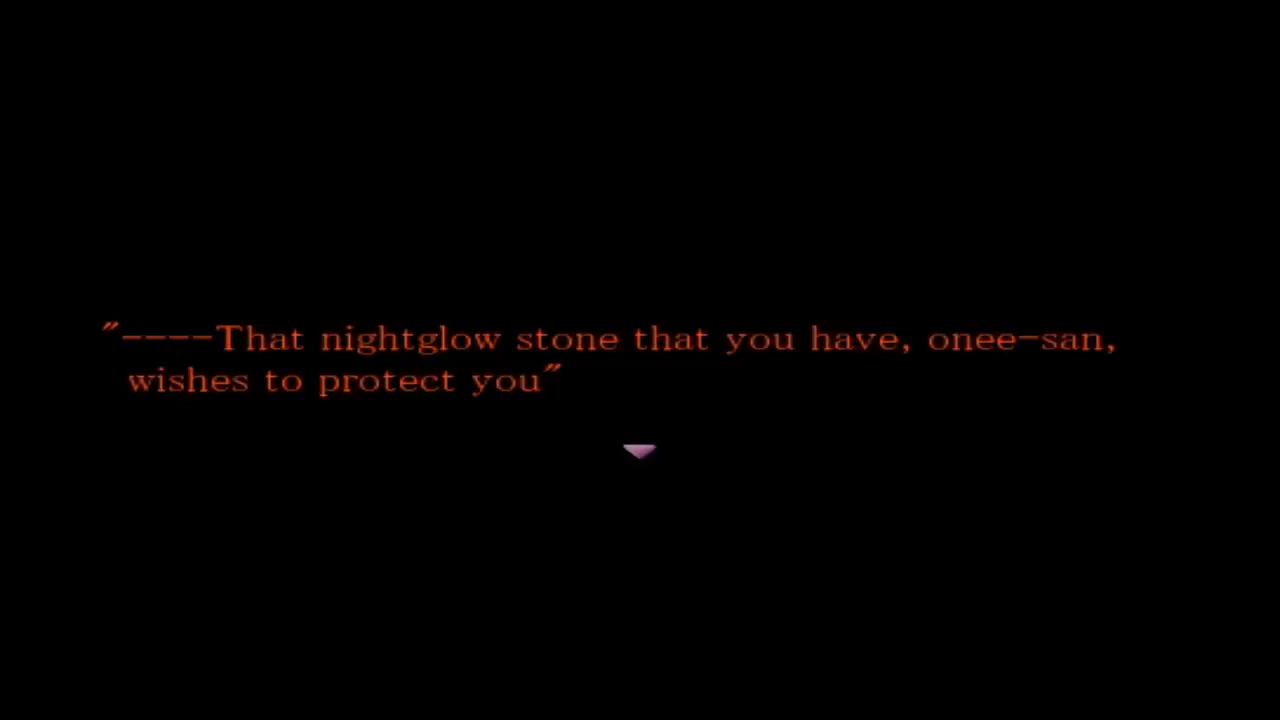 "----That nightglow stone that you have, onee-san,
wishes to protect you"